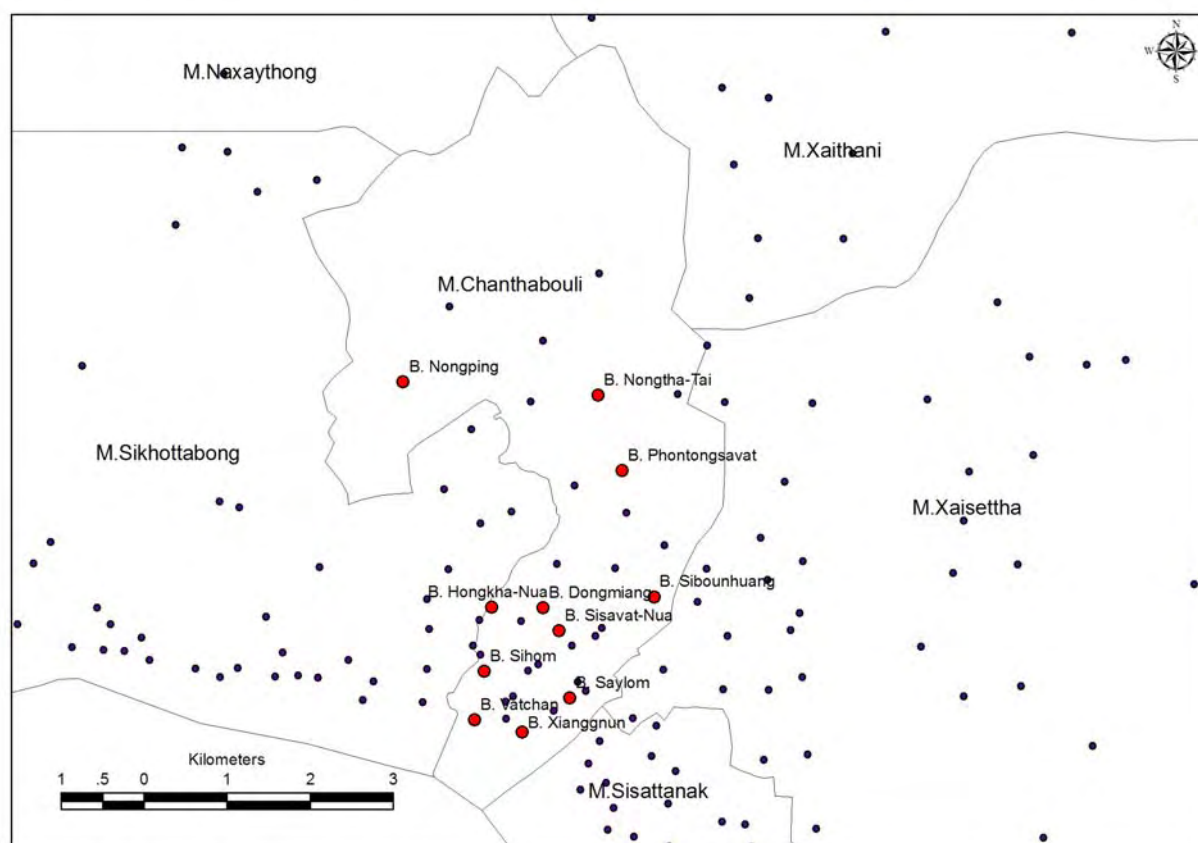 N
W
S
M.Naxaythong
M.Xaithani
M.Chanthabouli
B. Nongping
B. Nongtha-Tai
M.Sikhottabong
B. Phontongsavat
M.Xaisettha
B. Sibounhuang
B. Hongkha-Nua
B. Dongmiang
B. Sisavat-Nua
B. Sihom
B. Saylom
B. Vatchan
B. Xianggnun
Kilometers
1 .5 0 1 2 3
M.Sisattanak